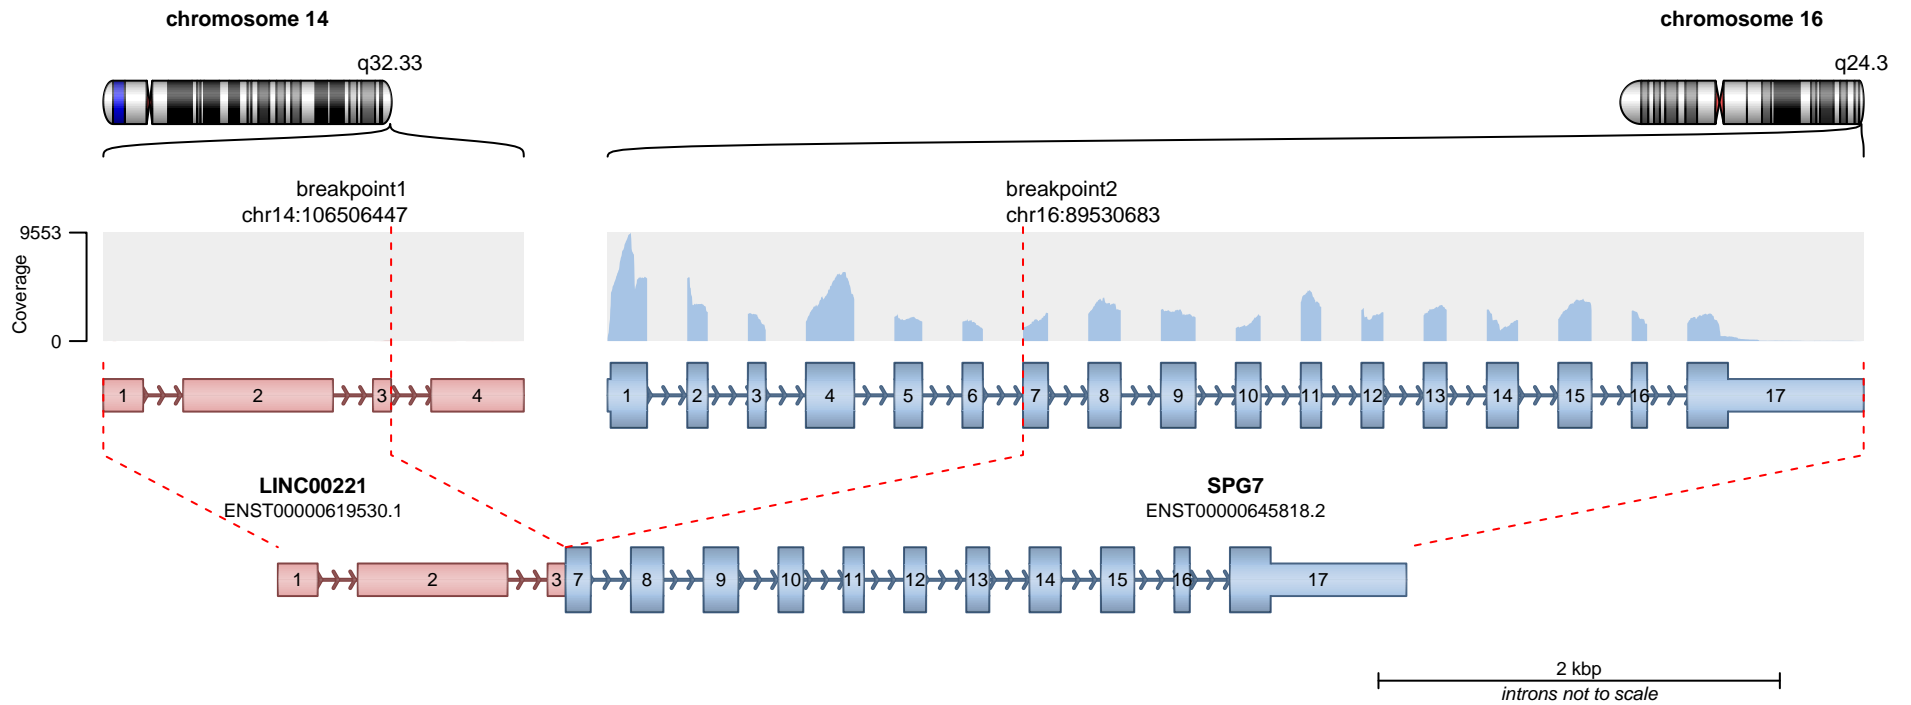 chromosome 14
chromosome 16
q32.33
q24.3
breakpoint1
chr14:106506447
breakpoint2
chr16:89530683
9553
Coverage
0
1 2 3 4
1 2 3 4 5 6 7 8 9 10 11 12 13 14 15 16 17
LINC00221
ENST00000619530.1
SPG7
ENST00000645818.2
1 2 3 7 8 9 10 11 12 13 14 15 16 17
2 kbp
introns not to scale